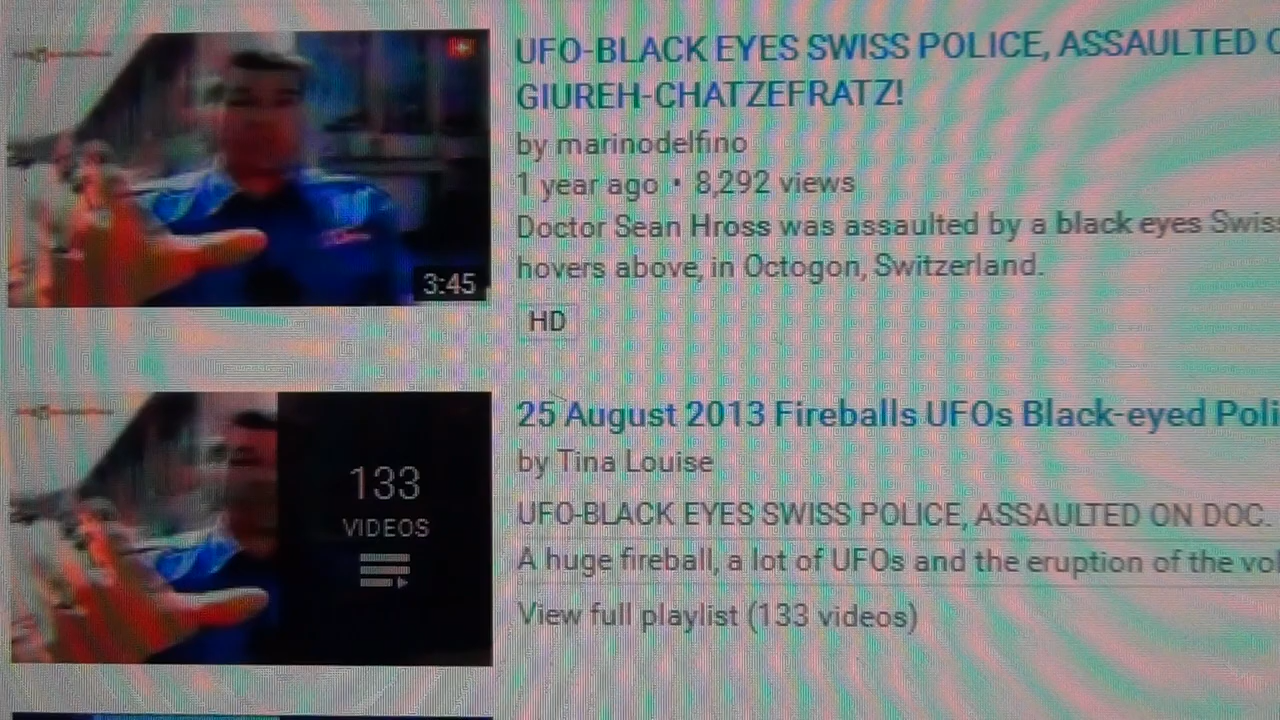 UFO-BLACK EYES SWISS POLICE, ASSAULTED
GIUREH-CHATZEFRATZ!
by marinodelfino
1 year ago • 8,292 views
Doctor Sean Hross was assaulted by a black eyes Swis
hovers above, in Octogon, Switzerland.
3:45
HD
25 August 2013 Fireballs UFOs Black-eyed Poli
by Tina Louise
133
VIDEOS
UFO-BLACK EYES SWISS POLICE, ASSAULTED ON DOC.
A huge fireball, a lot of UFOs and the eruption of the vol
View full playlist (133 videos)